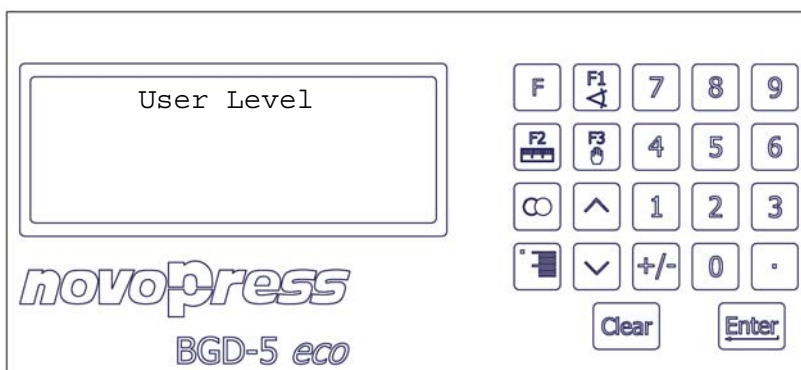 User Level
novopress
BGD-5 eco
F F1 7 8 9
F2 F3 4 5 6
1 2 3
+/- 0 .
Clear Enter